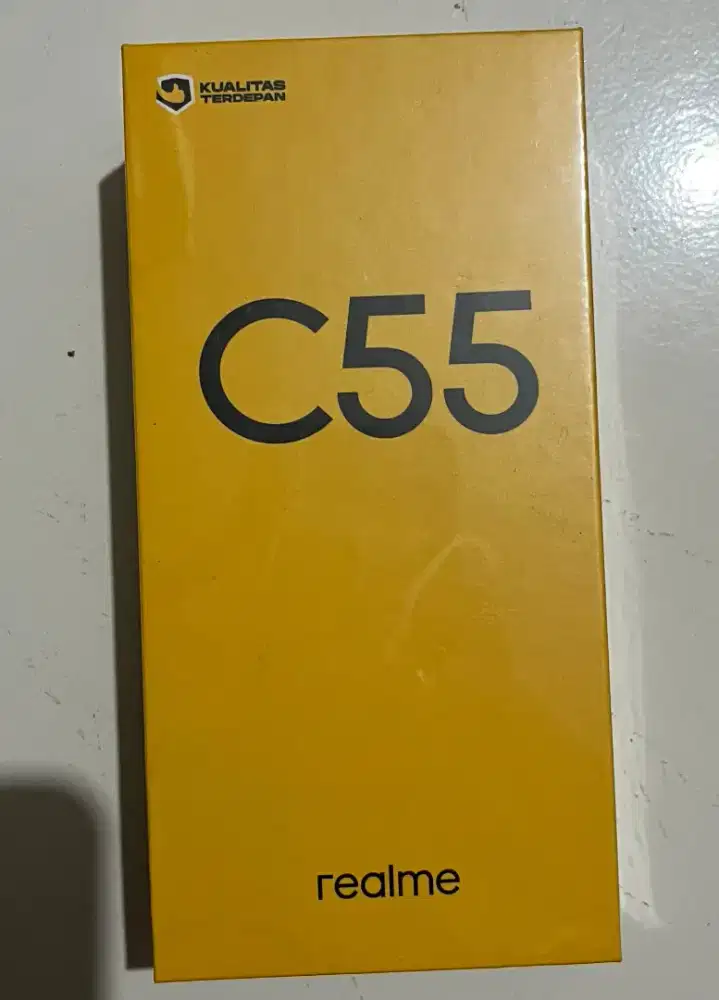 KUALITAS
TERDEPAN
C55
realme